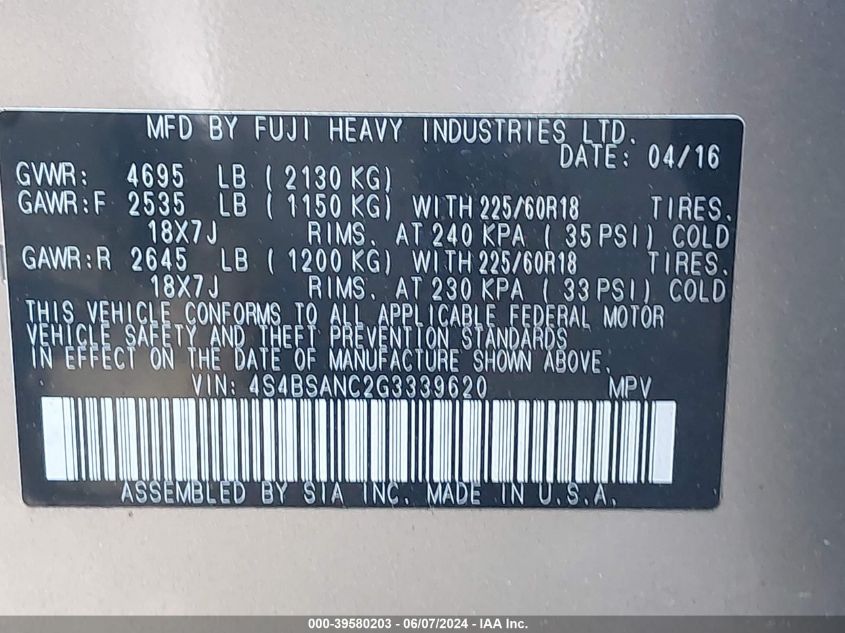 MFD BY FUJI HEAVY INDUSTRIES LTD.
DATE: 04/16
GVWR: 4695 LB ( 2130 KG)
GAWR:F 2535 LB ( 1150 KG) WITH 225/60R18 TIRES.
18X7J RIMS. AT 240 KPA ( 35 PSI) COLD
GAWR:R 2645 LB ( 1200 KG) WITH 225/60R18 TIRES.
18X7J RIMS. AT 230 KPA ( 33 PSI) COLD
THIS VEHICLE CONFORMS TO ALL APPLICABLE FEDERAL MOTOR
VEHICLE SAFETY AND THEFT PREVENTION STANDARDS
IN EFFECT ON THE DATE OF MANUFACTURE SHOWN ABOVE.
VIN: 4S4BSANC2G3339620 MPV
ASSEMBLED BY SIA INC. MADE IN U.S.A.
000-39580203 - 06/07/2024 - IAA Inc.